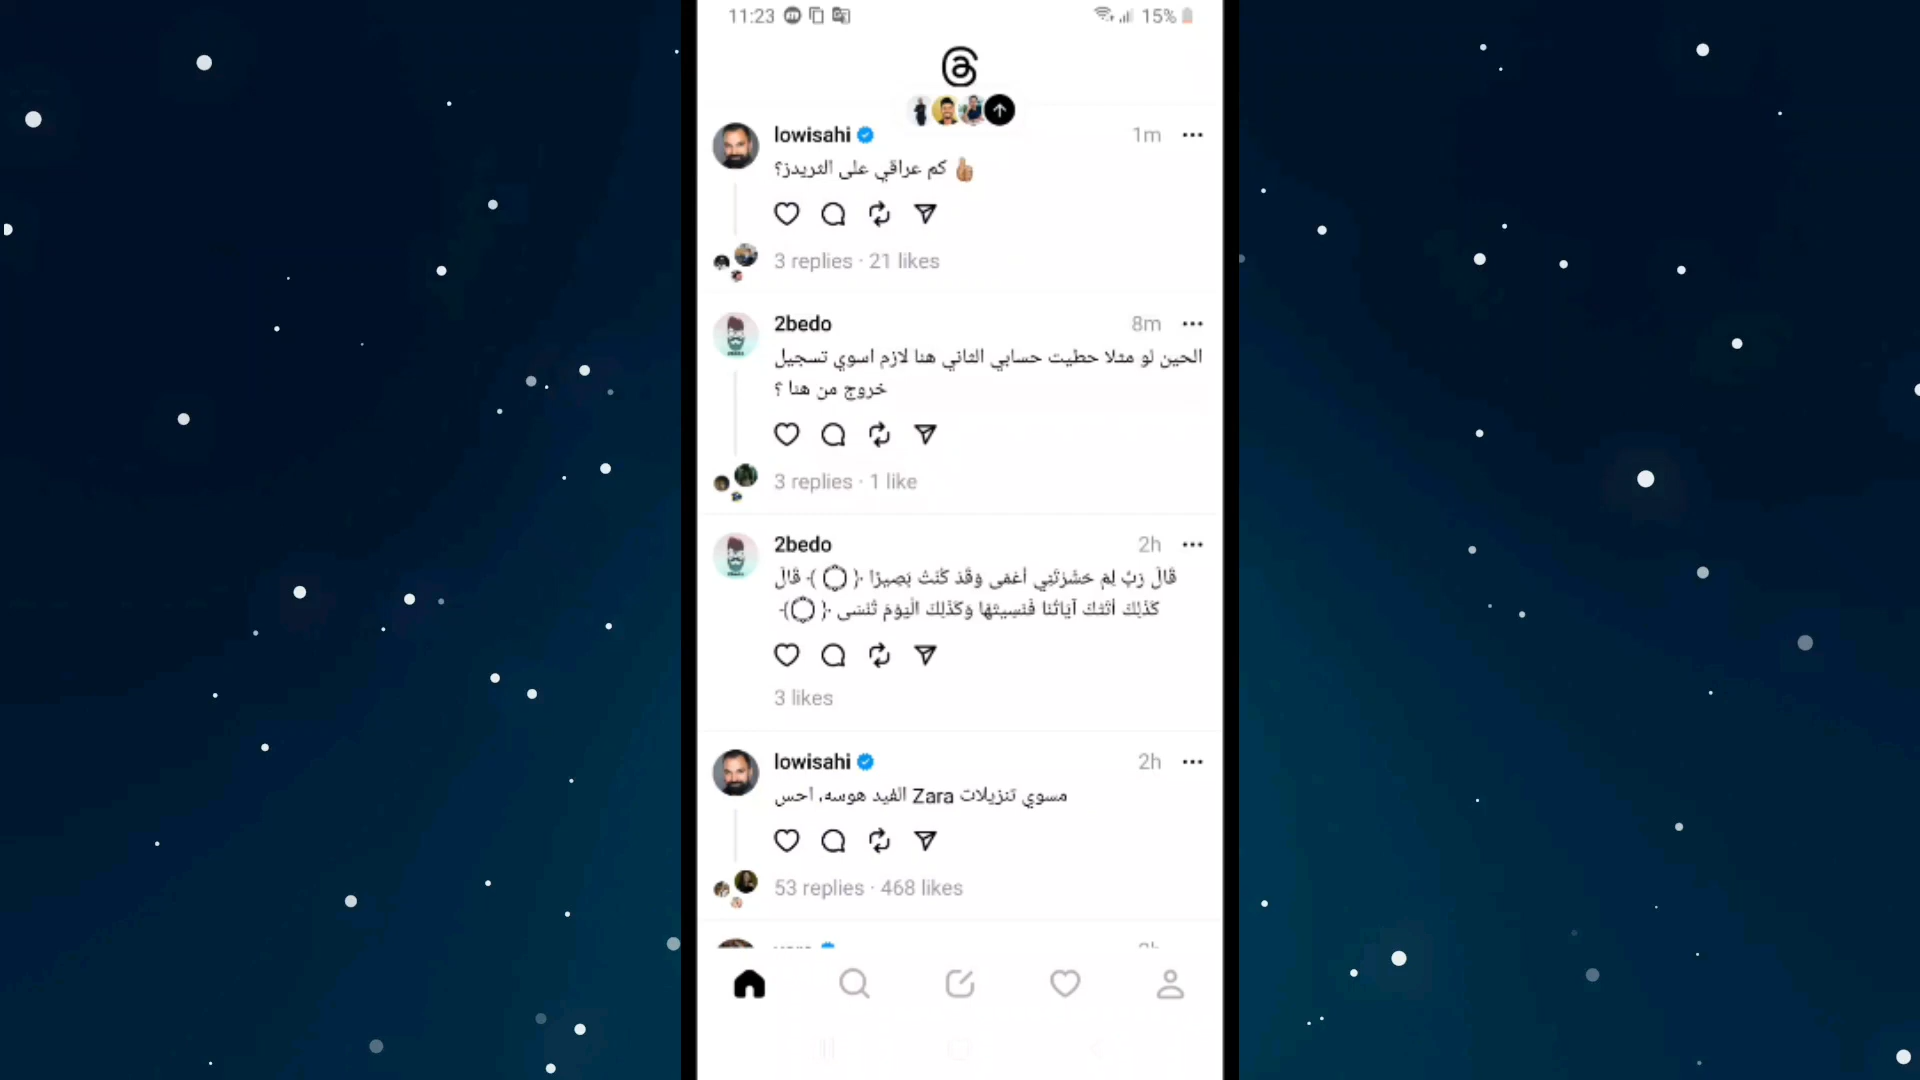 11:23
15%
lowisahi
1m
كم عراقي على الثريدز؟
3 replies · 21 likes
2bedo
8m
الحين لو مثلا حطيت حسابي الثاني هنا لازم اسوي تسجيل
خروج من هنا ؟
3 replies · 1 like
2bedo
2h
قَالَ رَبِّ لِمَ حَشَرْتَنِي أَعْمَى وَقَدْ كُنْتُ بَصِيرًا
قَالَ كَذَلِكَ أَتَتْكَ آيَاتُنَا فَنَسِيتَهَا وَكَذَلِكَ الْيَوْمَ تُنْسَى
3 likes
lowisahi
2h
مسوي تنزيلات Zara الفيد هوسه، احس
53 replies · 468 likes